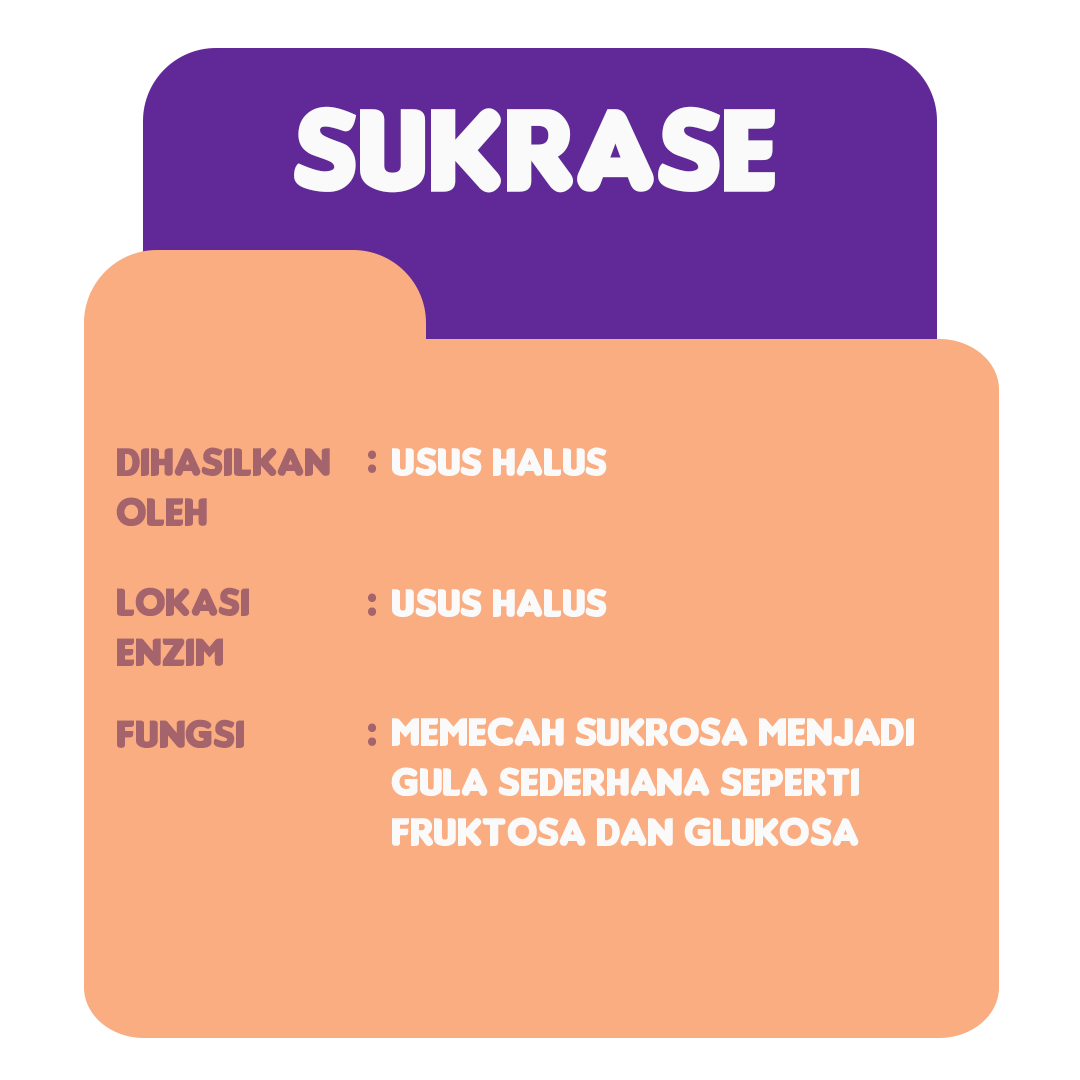 SUKRASE
DIHASILKAN OLEH : USUS HALUS
LOKASI ENZIM : USUS HALUS
FUNGSI : MEMECAH SUKROSA MENJADI
GULA SEDERHANA SEPERTI
FRUKTOSA DAN GLUKOSA